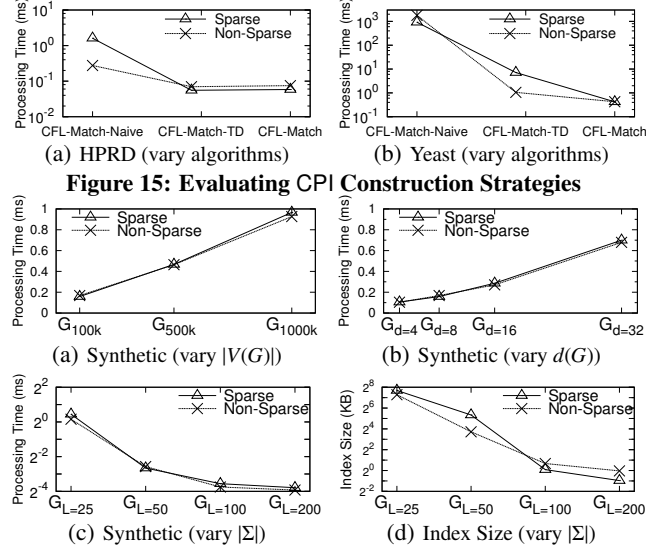 Processing Time (ms)
10^1
10^0
10^-1
10^-2
Sparse
Non-Sparse
CFL-Match-Naive CFL-Match-TD CFL-Match
(a) HPRD (vary algorithms)
Processing Time (ms)
10^3
10^2
10^1
10^0
10^-1
Sparse
Non-Sparse
CFL-Match-Naive CFL-Match-TD CFL-Match
(b) Yeast (vary algorithms)
Figure 15: Evaluating CPI Construction Strategies
Processing Time (ms)
1
0.8
0.6
0.4
0.2
0
Sparse
Non-Sparse
G100k G500k G1000k
(a) Synthetic (vary |V(G)|)
Processing Time (ms)
1
0.8
0.6
0.4
0.2
0
Sparse
Non-Sparse
Gd=4 Gd=8 Gd=16 Gd=32
(b) Synthetic (vary d(G))
Processing Time (ms)
2^2
2^0
2^-2
2^-4
Sparse
Non-Sparse
GL=25 GL=50 GL=100 GL=200
(c) Synthetic (vary |Σ|)
Index Size (KB)
2^8
2^6
2^4
2^2
2^0
2^-2
Sparse
Non-Sparse
GL=25 GL=50 GL=100 GL=200
(d) Index Size (vary |Σ|)